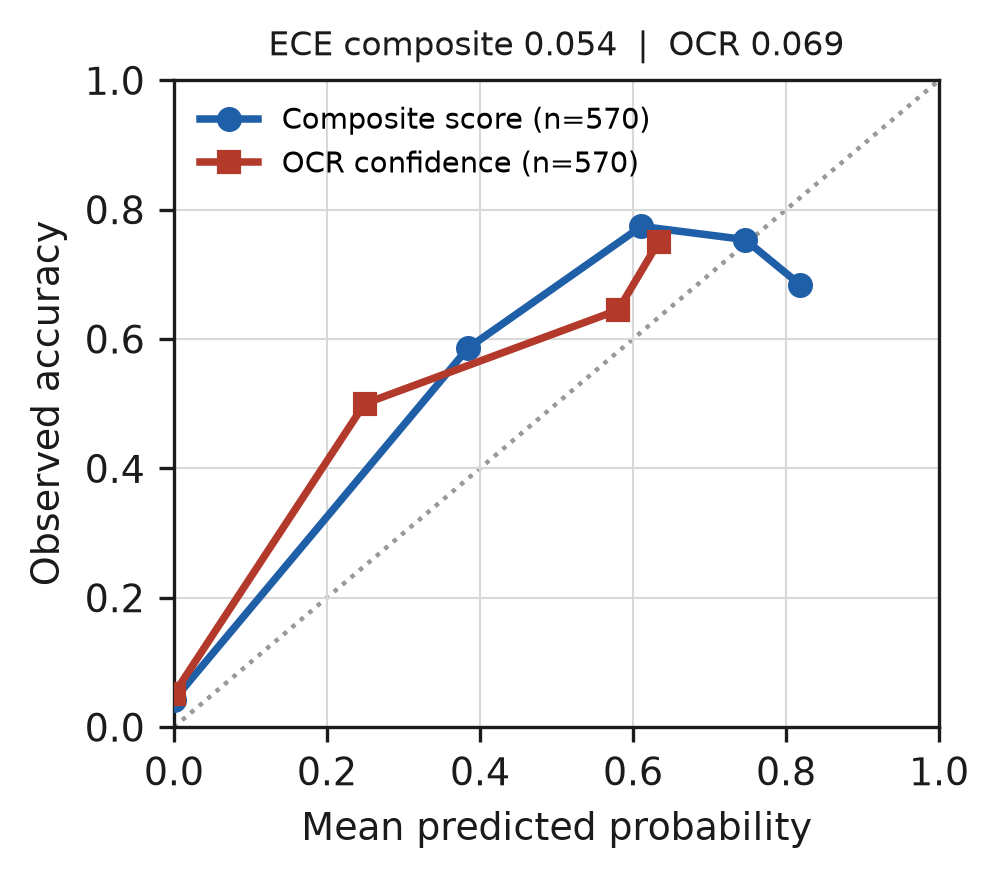 ECE composite 0.054 | OCR 0.069
1.0
Composite score (n=570)
OCR confidence (n=570)
0.8
0.6
0.4
0.2
0.0
Observed accuracy
0.0 0.2 0.4 0.6 0.8 1.0
Mean predicted probability